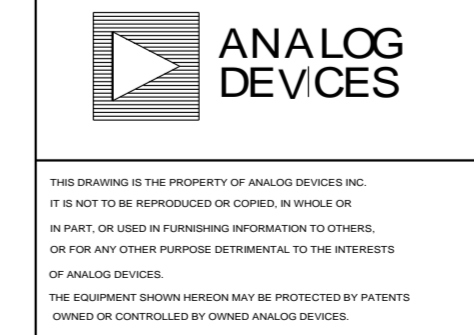 ANALOG
DEVICES
THIS DRAWING IS THE PROPERTY OF ANALOG DEVICES INC.
IT IS NOT TO BE REPRODUCED OR COPIED, IN WHOLE OR
IN PART, OR USED IN FURNISHING INFORMATION TO OTHERS,
OR FOR ANY OTHER PURPOSE DETRIMENTAL TO THE INTERESTS
OF ANALOG DEVICES.
THE EQUIPMENT SHOWN HEREON MAY BE PROTECTED BY PATENTS
OWNED OR CONTROLLED BY OWNED ANALOG DEVICES.